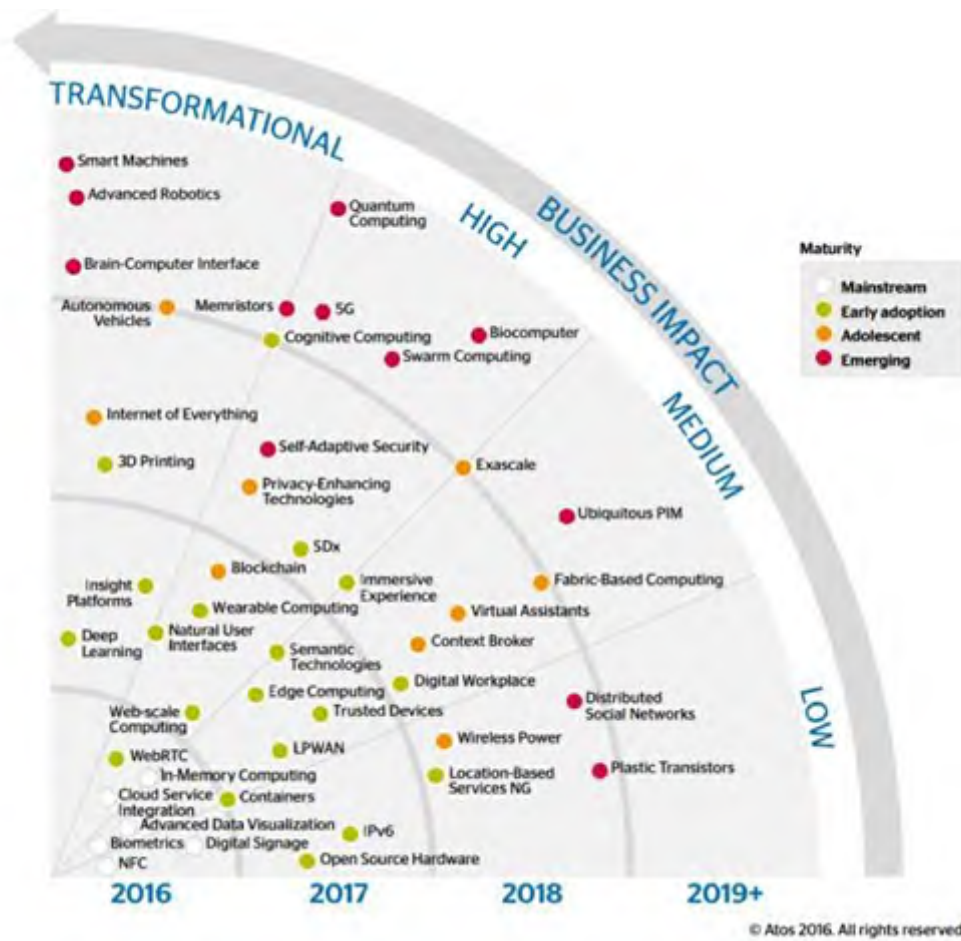 TRANSFORMATIONAL
HIGH
BUSINESS IMPACT
MEDIUM
LOW
Maturity
Mainstream
Early adoption
Adolescent
Emerging
Smart Machines
Advanced Robotics
Quantum
Computing
Brain-Computer Interface
Autonomous
Vehicles
Memristors
5G
Cognitive Computing
Biocomputer
Swarm Computing
Internet of Everything
3D Printing
Self-Adaptive Security
Privacy-Enhancing
Technologies
Exascale
Ubiquitous PIM
SDx
Blockchain
Insight
Platforms
Immersive
Experience
Fabric-Based Computing
Wearable Computing
Virtual Assistants
Deep
Learning
Natural User
Interfaces
Semantic
Technologies
Context Broker
Edge Computing
Digital Workplace
Web-scale
Computing
Trusted Devices
Distributed
Social Networks
Wireless Power
WebRTC
LPWAN
In-Memory Computing
Location-Based
Services NG
Plastic Transistors
Cloud Service
Integration
Containers
Advanced Data Visualization
IPv6
Biometrics
Digital Signage
NFC
Open Source Hardware
2016
2017
2018
2019+
© Atos 2016. All rights reserved